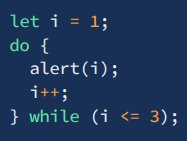 let i = 1;
do {
  alert(i);
  i++;
} while (i <= 3);